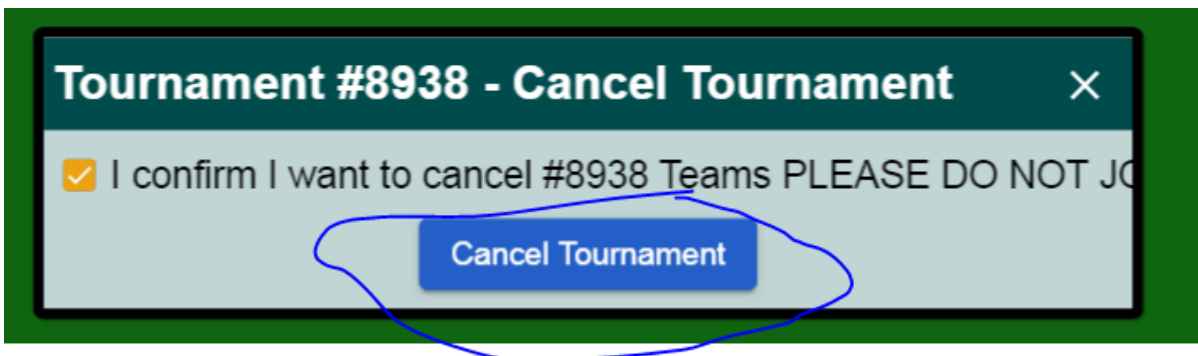 Tournament #8938 - Cancel Tournament
I confirm I want to cancel #8938 Teams PLEASE DO NOT
Cancel Tournament